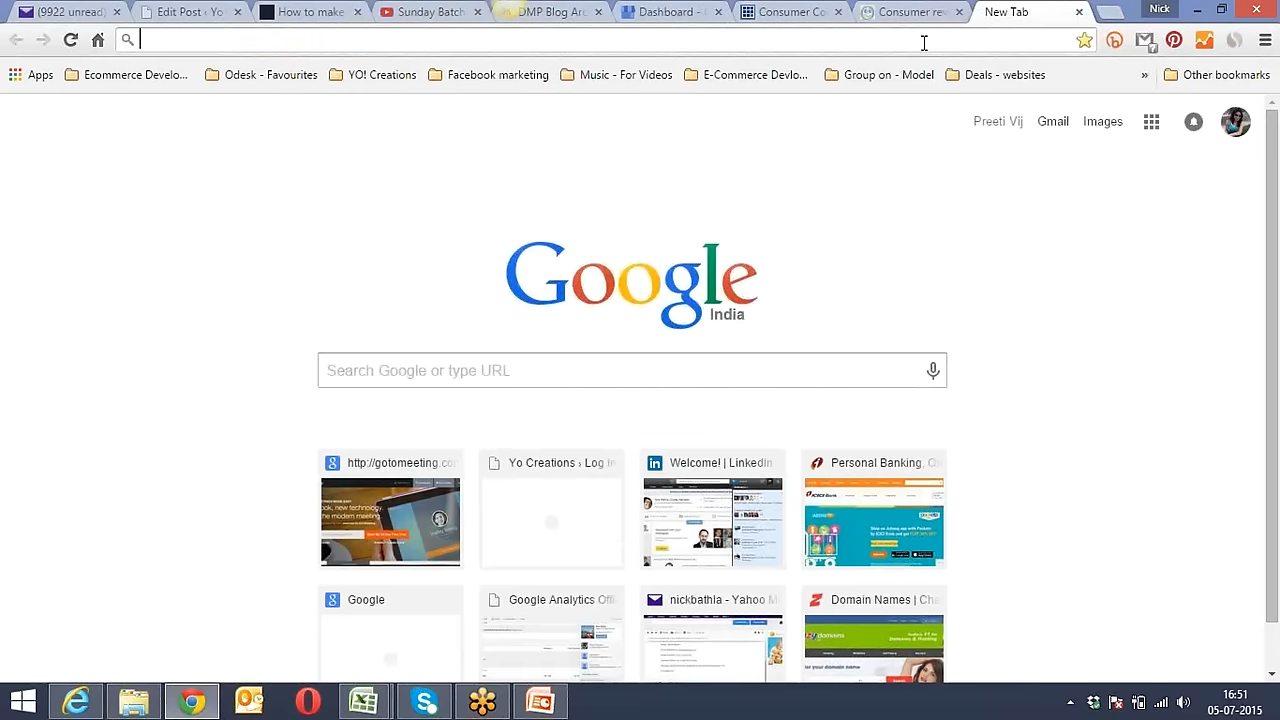 (9922 unread)
Edit Post ‹ Yo
How to make
Sunday Batch
DMP Blog
Dashboard -
Consumer Co
Consumer rev
New Tab
Nick
Apps
Ecommerce Develo...
Odesk - Favourites
YO! Creations
Facebook marketing
Music - For Videos
E-Commerce Devlo...
Group on - Model
Deals - websites
»
Other bookmarks
Preeti Vij
Gmail
Images
Google
India
Search Google or type URL
http://gotomeeting.co
Yo Creations › Log In
Welcome! | LinkedIn
Personal Banking,
Google
Google Analytics Offi
nickbathla - Yahoo M
Domain Names |
16:51
05-07-2015